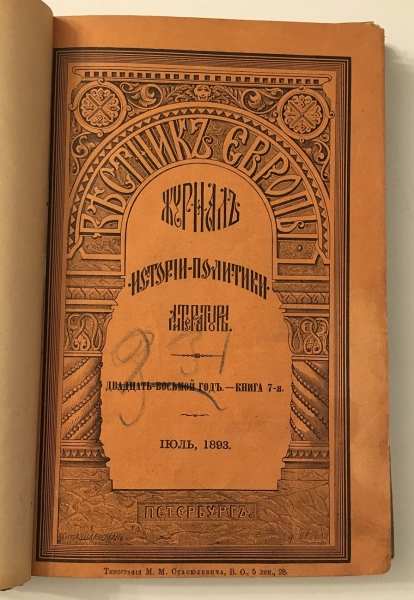 ВѢСТНИКЪ ЕВРОПЫ
ЖУРНАЛЪ
ИСТОРІИ-ПОЛИТИКИ
ЛИТЕРАТУРЫ.
ДВАДЦАТЬ-ВОСЬМОЙ ГОДЪ.—КНИГА 7-я.
ІЮЛЬ, 1893.
ПЕТЕРБУРГЪ.
Типографія М. М. Стасюлевича, В. О., 5 лин., 28.